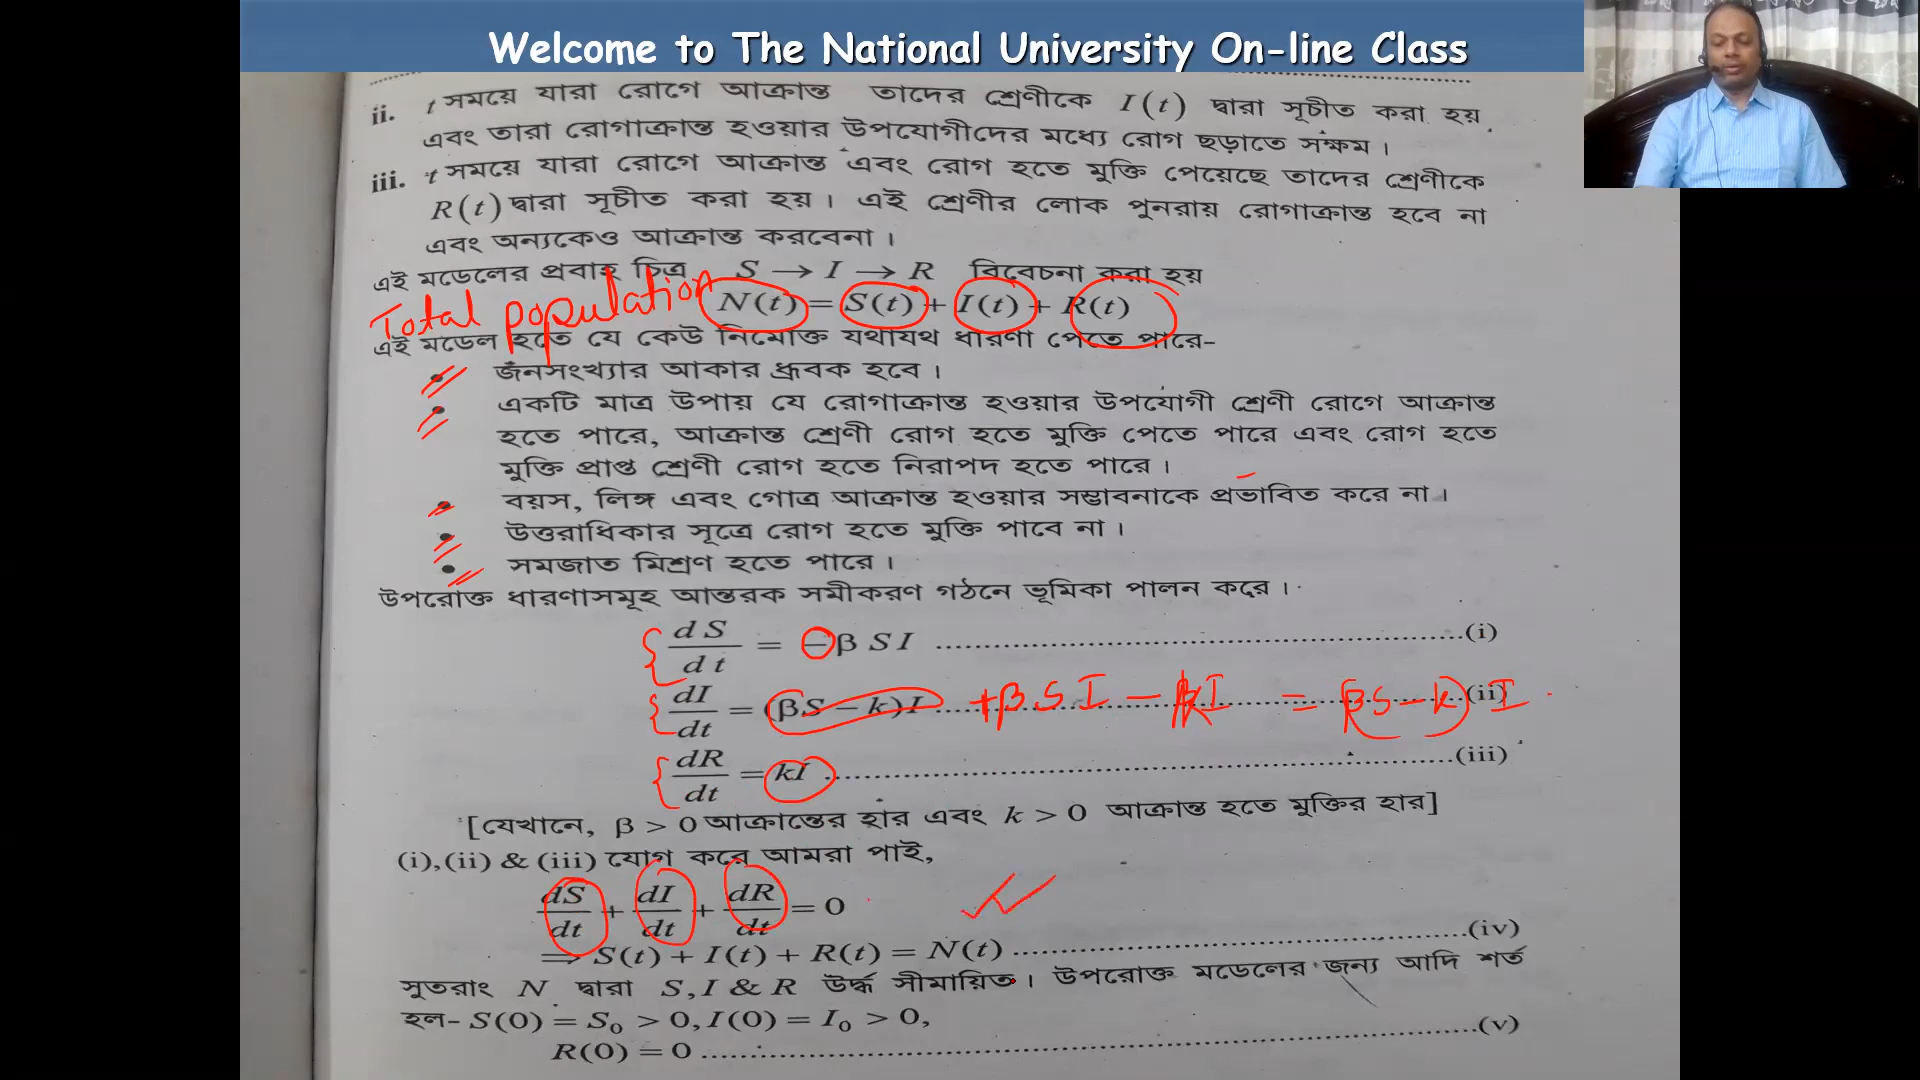 Welcome to The National University On-line Class
ii. t সময়ে যারা রোগে আক্রান্ত তাদের শ্রেণীকে I(t) দ্বারা সূচীত করা হয়
এবং তারা রোগাক্রান্ত হওয়ার উপযোগীদের মধ্যে রোগ ছড়াতে সক্ষম।
iii. t সময়ে যারা রোগে আক্রান্ত এবং রোগ হতে মুক্তি পেয়েছে তাদের শ্রেণীকে
R(t) দ্বারা সূচীত করা হয়। এই শ্রেণীর লোক পুনরায় রোগাক্রান্ত হবে না
এবং অন্যকেও আক্রান্ত করবেনা।
এই মডেলের প্রবাহ চিত্র S → I → R বিবেচনা করা হয়
Total population N(t) = S(t) + I(t) + R(t)
এই মডেল হতে যে কেউ নিমোক্ত যথাযথ ধারণা পেতে পারে-
• জনসংখ্যার আকার ধ্রুবক হবে।
• একটি মাত্র উপায় যে রোগাক্রান্ত হওয়ার উপযোগী শ্রেণী রোগে আক্রান্ত
হতে পারে, আক্রান্ত শ্রেণী রোগ হতে মুক্তি পেতে পারে এবং রোগ হতে
মুক্তি প্রাপ্ত শ্রেণী রোগ হতে নিরাপদ হতে পারে।
• বয়স, লিঙ্গ এবং গোত্র আক্রান্ত হওয়ার সম্ভাবনাকে প্রভাবিত করে না।
• উত্তরাধিকার সূত্রে রোগ হতে মুক্তি পাবে না।
• সমজাত মিশ্রণ হতে পারে।
উপরোক্ত ধারণাসমূহ আন্তরক সমীকরণ গঠনে ভূমিকা পালন করে।
dS/dt = −β S I ..........(i)
dI/dt = (βS − k)I ..........(ii) +βSI − kI = (βS − k) I
dR/dt = kI ..........(iii)
[যেখানে, β > 0 আক্রান্তের হার এবং k > 0 আক্রান্ত হতে মুক্তির হার]
(i),(ii) & (iii) যোগ করে আমরা পাই,
dS/dt + dI/dt + dR/dt = 0
⇒ S(t) + I(t) + R(t) = N(t) ..........(iv)
সুতরাং N দ্বারা S, I & R উর্দ্ধ সীমায়িত। উপরোক্ত মডেলের জন্য আদি শর্ত
হল- S(0) = S₀ > 0, I(0) = I₀ > 0,
R(0) = 0 ..........(v)